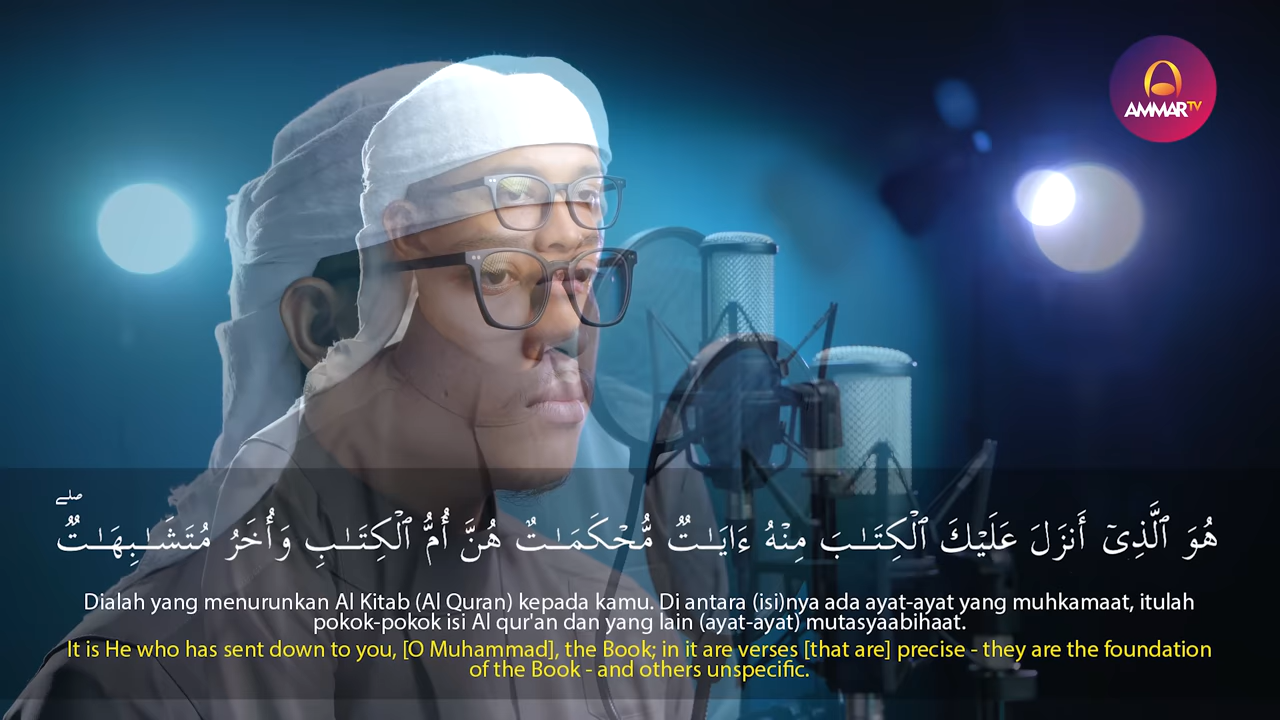 AMMARTV
صلے
هُوَ ٱلَّذِىٓ أَنزَلَ عَلَيْكَ ٱلْكِتَـٰبَ مِنْهُ ءَايَـٰتٌ مُّحْكَمَـٰتٌ هُنَّ أُمُّ ٱلْكِتَـٰبِ وَأُخَرُ مُتَشَـٰبِهَـٰتٌ
Dialah yang menurunkan Al Kitab (Al Quran) kepada kamu. Di antara (isi)nya ada ayat-ayat yang muhkamaat, itulah
pokok-pokok isi Al qur'an dan yang lain (ayat-ayat) mutasyaabihaat.
It is He who has sent down to you, [O Muhammad], the Book; in it are verses [that are] precise - they are the foundation
of the Book - and others unspecific.